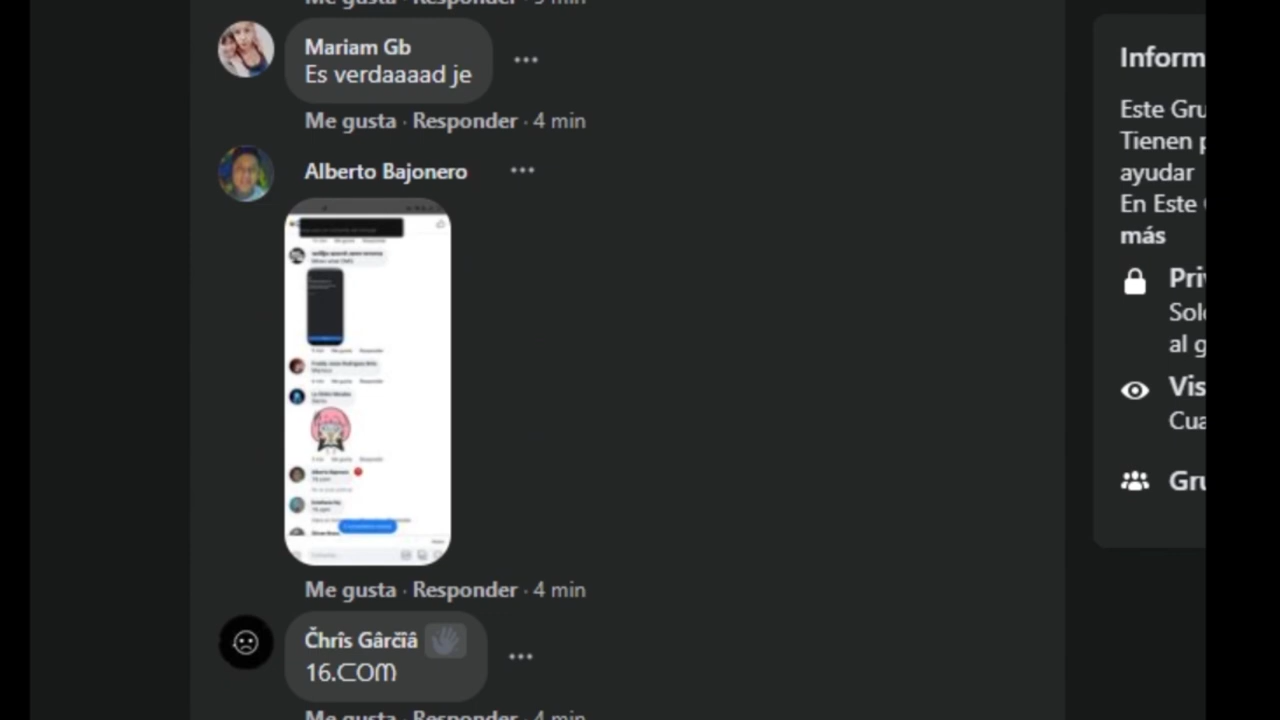 Me gusta · Responder · 5 min
Mariam Gb
Es verdaaaad je
Me gusta · Responder · 4 min
Alberto Bajonero
Me gusta · Responder · 4 min
Čhrîs Gârčîâ
16.COM
Me gusta · Responder · 4 min
Inform
Este Gru
Tienen p
ayudar
En Este
más
Priv
Solo
al g
Vis
Cua
Gru